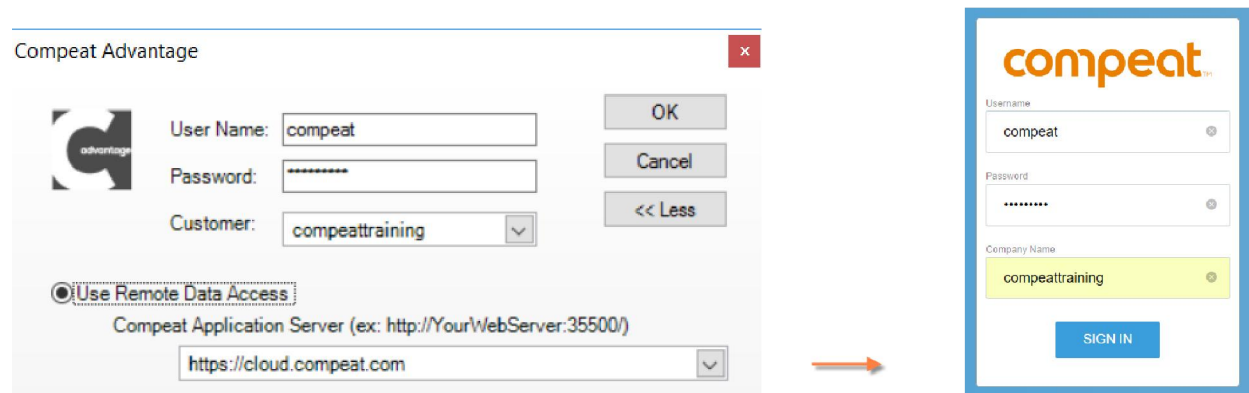 Compeat Advantage
advantage
User Name: compeat
Password: *********
Customer: compeattraining
OK
Cancel
<< Less
Use Remote Data Access
Compeat Application Server (ex: http://YourWebServer:35500/)
https://cloud.compeat.com
compeat™
Username
compeat
Password
•••••••••
Company Name
compeattraining
SIGN IN